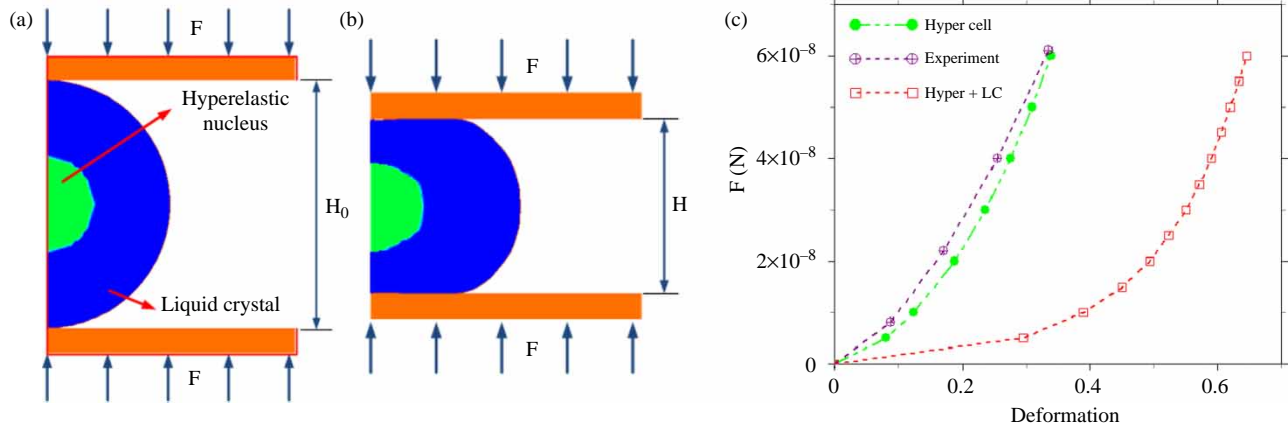 (a)
F
Hyperelastic
nucleus
H₀
Liquid crystal
F
(b)
F
H
F
(c)
Hyper cell
Experiment
Hyper + LC
F (N)
6×10⁻⁸
4×10⁻⁸
2×10⁻⁸
0
0
0.2
0.4
0.6
Deformation